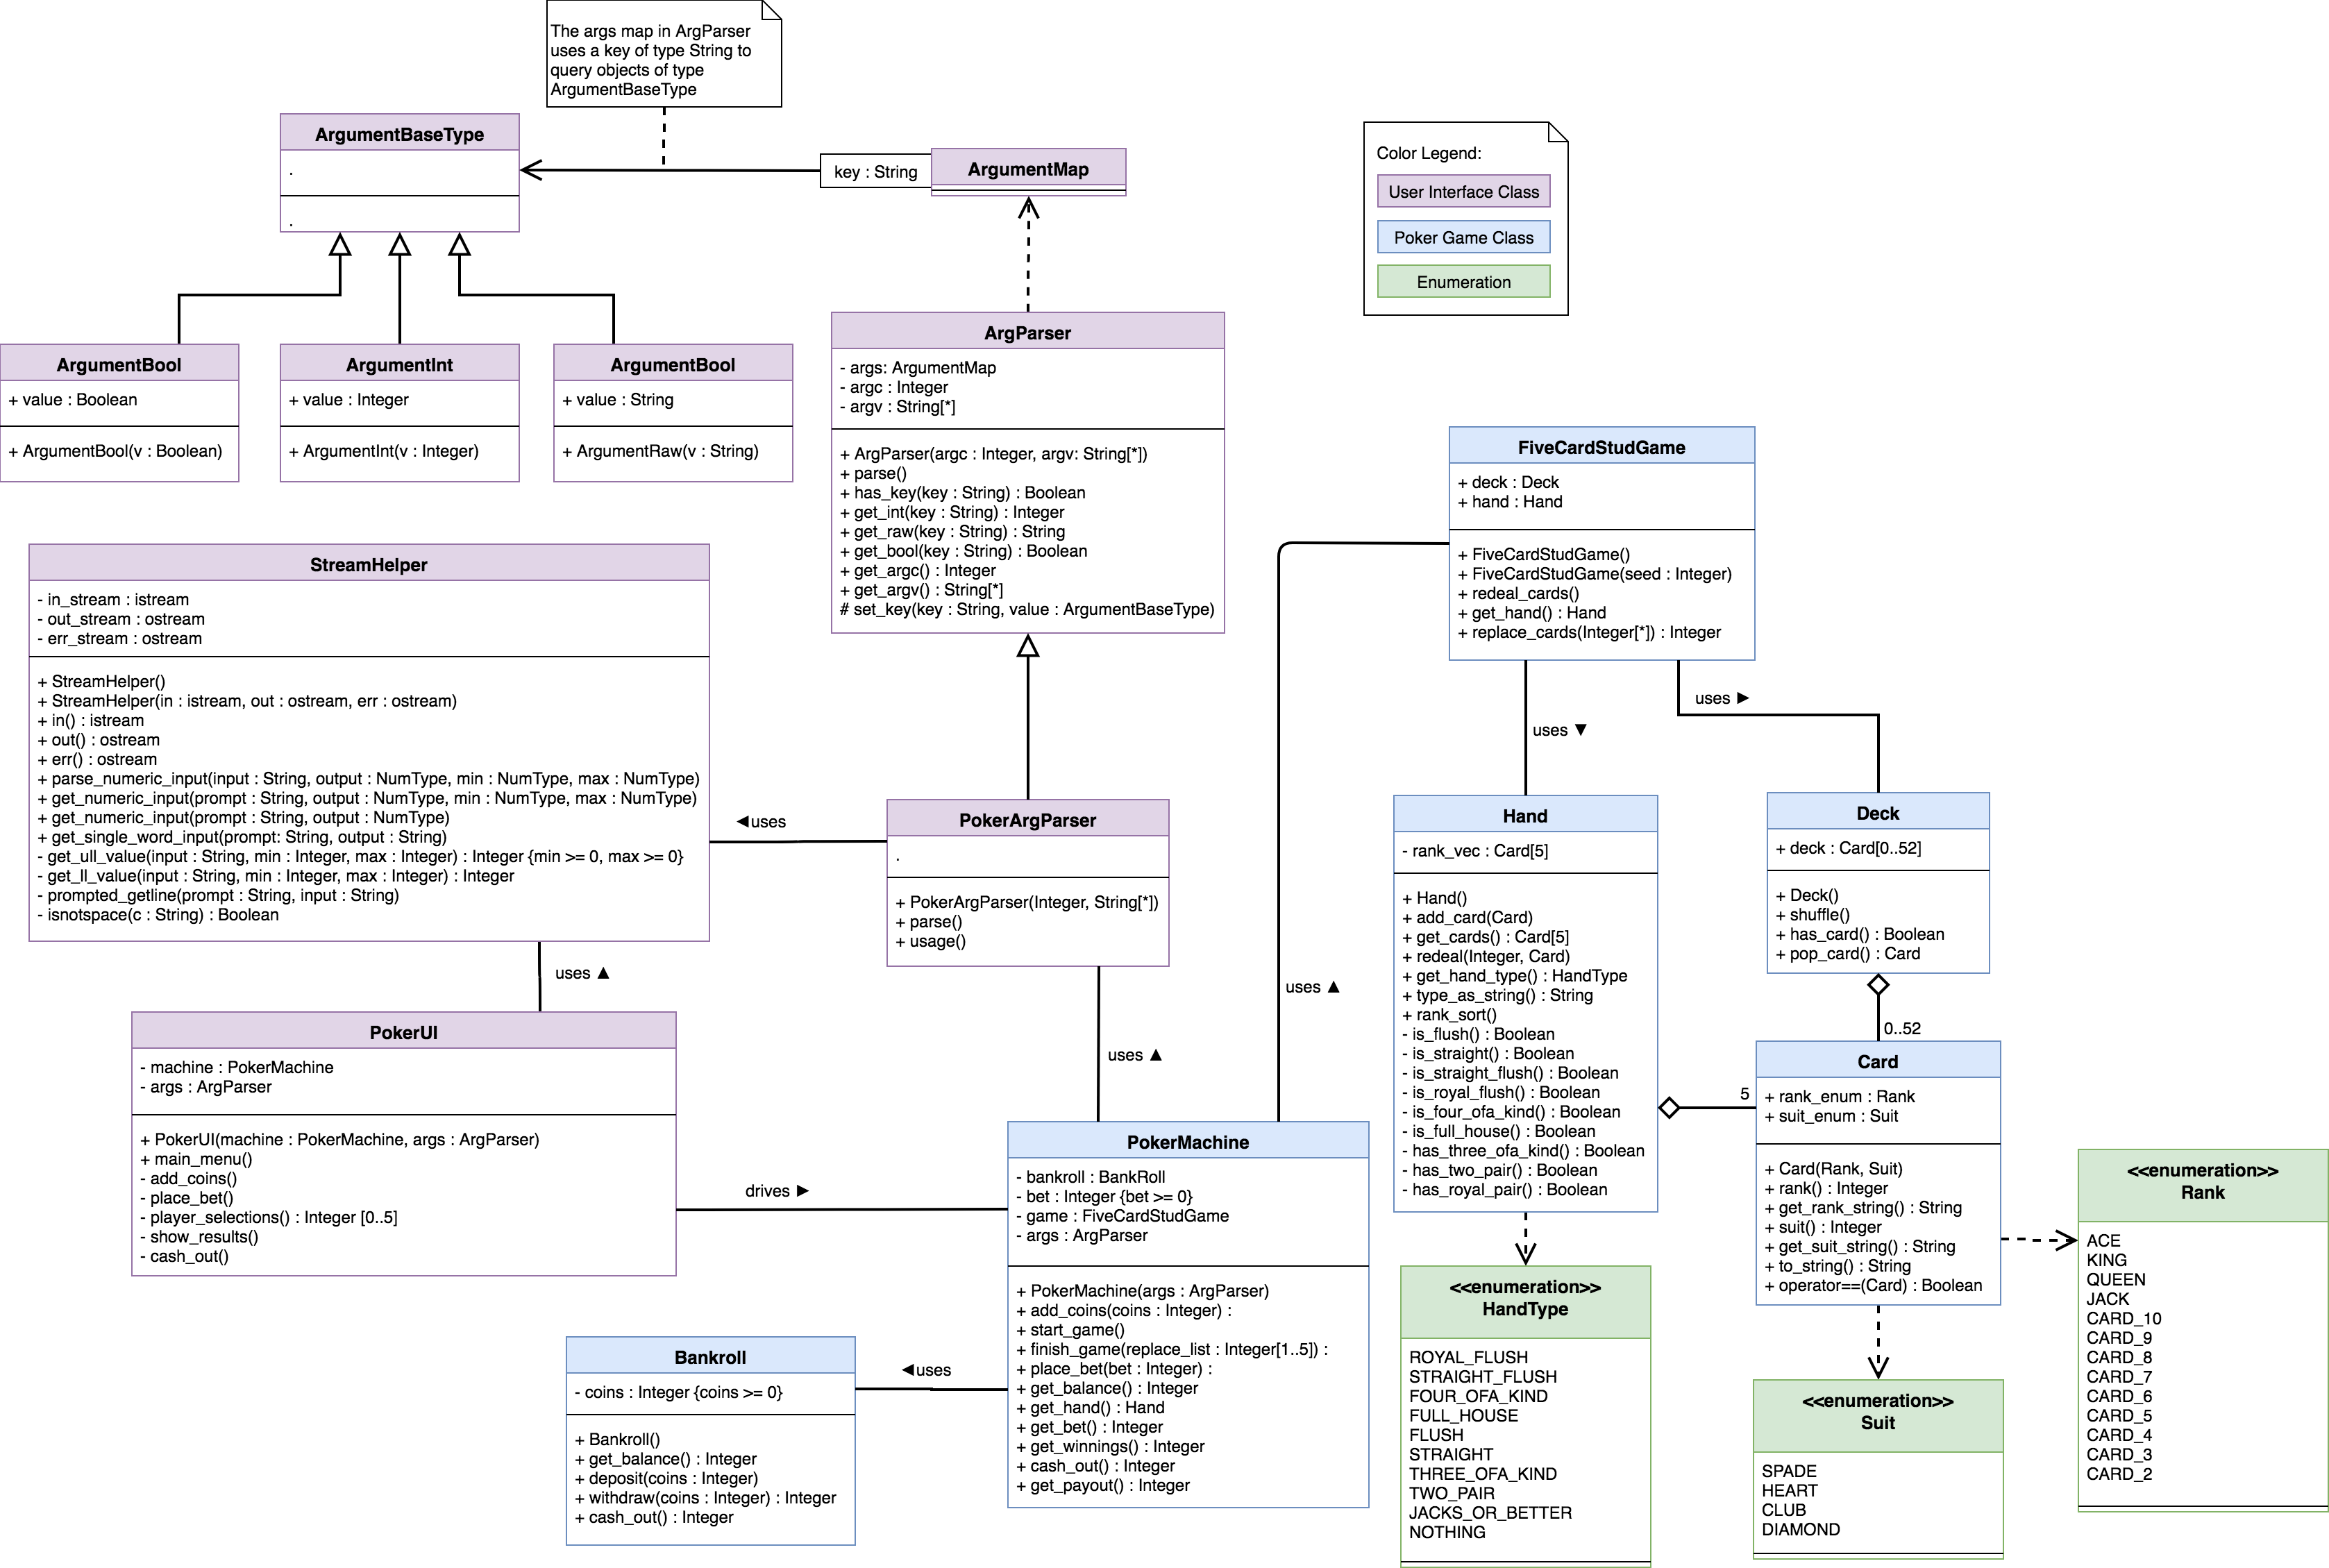 The args map in ArgParser
uses a key of type String to
query objects of type
ArgumentBaseType
ArgumentBaseType
.
.
key : String
ArgumentMap
Color Legend:
User Interface Class
Poker Game Class
Enumeration
ArgumentBool
+ value : Boolean
+ ArgumentBool(v : Boolean)
ArgumentInt
+ value : Integer
+ ArgumentInt(v : Integer)
ArgumentBool
+ value : String
+ ArgumentRaw(v : String)
ArgParser
- args: ArgumentMap
- argc : Integer
- argv : String[*]
+ ArgParser(argc : Integer, argv: String[*])
+ parse()
+ has_key(key : String) : Boolean
+ get_int(key : String) : Integer
+ get_raw(key : String) : String
+ get_bool(key : String) : Boolean
+ get_argc() : Integer
+ get_argv() : String[*]
# set_key(key : String, value : ArgumentBaseType)
FiveCardStudGame
+ deck : Deck
+ hand : Hand
+ FiveCardStudGame()
+ FiveCardStudGame(seed : Integer)
+ redeal_cards()
+ get_hand() : Hand
+ replace_cards(Integer[*]) : Integer
StreamHelper
- in_stream : istream
- out_stream : ostream
- err_stream : ostream
+ StreamHelper()
+ StreamHelper(in : istream, out : ostream, err : ostream)
+ in() : istream
+ out() : ostream
+ err() : ostream
+ parse_numeric_input(input : String, output : NumType, min : NumType, max : NumType)
+ get_numeric_input(prompt : String, output : NumType, min : NumType, max : NumType)
+ get_numeric_input(prompt : String, output : NumType)
+ get_single_word_input(prompt: String, output : String)
- get_ull_value(input : String, min : Integer, max : Integer) : Integer {min >= 0, max >= 0}
- get_ll_value(input : String, min : Integer, max : Integer) : Integer
- prompted_getline(prompt : String, input : String)
- isnotspace(c : String) : Boolean
◄uses
PokerArgParser
.
+ PokerArgParser(Integer, String[*])
+ parse()
+ usage()
uses ►
uses ▼
Hand
- rank_vec : Card[5]
+ Hand()
+ add_card(Card)
+ get_cards() : Card[5]
+ redeal(Integer, Card)
+ get_hand_type() : HandType
+ type_as_string() : String
+ rank_sort()
- is_flush() : Boolean
- is_straight() : Boolean
- is_straight_flush() : Boolean
- is_royal_flush() : Boolean
- is_four_ofa_kind() : Boolean
- is_full_house() : Boolean
- has_three_ofa_kind() : Boolean
- has_two_pair() : Boolean
- has_royal_pair() : Boolean
Deck
+ deck : Card[0..52]
+ Deck()
+ shuffle()
+ has_card() : Boolean
+ pop_card() : Card
0..52
5
Card
+ rank_enum : Rank
+ suit_enum : Suit
+ Card(Rank, Suit)
+ rank() : Integer
+ get_rank_string() : String
+ suit() : Integer
+ get_suit_string() : String
+ to_string() : String
+ operator==(Card) : Boolean
uses ▲
PokerUI
- machine : PokerMachine
- args : ArgParser
+ PokerUI(machine : PokerMachine, args : ArgParser)
+ main_menu()
- add_coins()
- place_bet()
- player_selections() : Integer [0..5]
- show_results()
- cash_out()
drives ►
uses ▲
uses ▲
PokerMachine
- bankroll : BankRoll
- bet : Integer {bet >= 0}
- game : FiveCardStudGame
- args : ArgParser
+ PokerMachine(args : ArgParser)
+ add_coins(coins : Integer) :
+ start_game()
+ finish_game(replace_list : Integer[1..5]) :
+ place_bet(bet : Integer) :
+ get_balance() : Integer
+ get_hand() : Hand
+ get_bet() : Integer
+ get_winnings() : Integer
+ cash_out() : Integer
+ get_payout() : Integer
◄uses
Bankroll
- coins : Integer {coins >= 0}
+ Bankroll()
+ get_balance() : Integer
+ deposit(coins : Integer)
+ withdraw(coins : Integer) : Integer
+ cash_out() : Integer
<<enumeration>>
HandType
ROYAL_FLUSH
STRAIGHT_FLUSH
FOUR_OFA_KIND
FULL_HOUSE
FLUSH
STRAIGHT
THREE_OFA_KIND
TWO_PAIR
JACKS_OR_BETTER
NOTHING
<<enumeration>>
Suit
SPADE
HEART
CLUB
DIAMOND
<<enumeration>>
Rank
ACE
KING
QUEEN
JACK
CARD_10
CARD_9
CARD_8
CARD_7
CARD_6
CARD_5
CARD_4
CARD_3
CARD_2